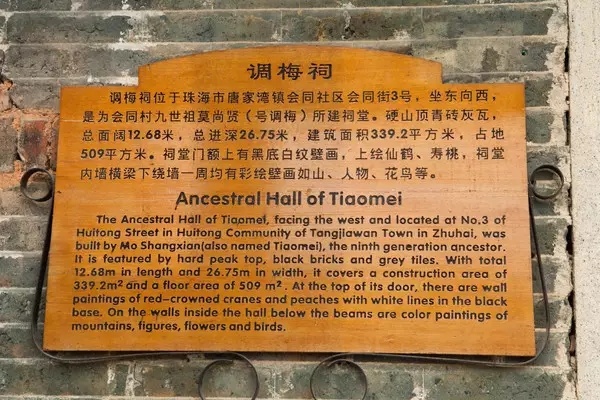 调梅祠
调梅祠位于珠海市唐家湾镇会同社区会同街3号，坐东向西，
是为会同村九世祖莫尚贤（号调梅）所建祠堂。硬山顶青砖灰瓦，
总面阔12.68米，总进深26.75米，建筑面积339.2平方米，占地
509平方米。祠堂门额上有黑底白纹壁画，上绘仙鹤、寿桃，祠堂
内墙横梁下绕墙一周均有彩绘壁画如山、人物、花鸟等。
Ancestral Hall of Tiaomei
The Ancestral Hall of Tiaomei, facing the west and located at No.3 of
Huitong Street in Huitong Community of Tangjiawan Town in Zhuhai, was
built by Mo Shangxian(also named Tiaomei), the ninth generation ancestor.
It is featured by hard peak top, black bricks and grey tiles. With total
12.68m in length and 26.75m in width, it covers a construction area of
339.2m² and a floor area of 509 m². At the top of its door, there are wall
paintings of red-crowned cranes and peaches with white lines in the black
base. On the walls inside the hall below the beams are color paintings of
mountains, figures, flowers and birds.